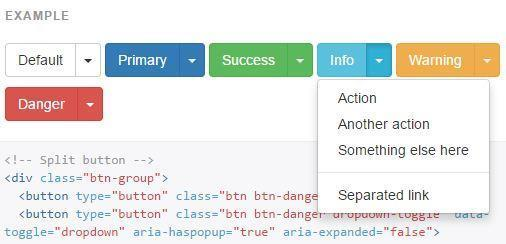 EXAMPLE
Default Primary Success Info Warning
Danger
Action
Another action
Something else here
Separated link
<!-- Split button -->
<div class="btn-group">
<button type="button" class="btn btn-danger
<button type="button" class="btn btn-danger dropdown-toggle" data-
toggle="dropdown" aria-haspopup="true" aria-expanded="false">